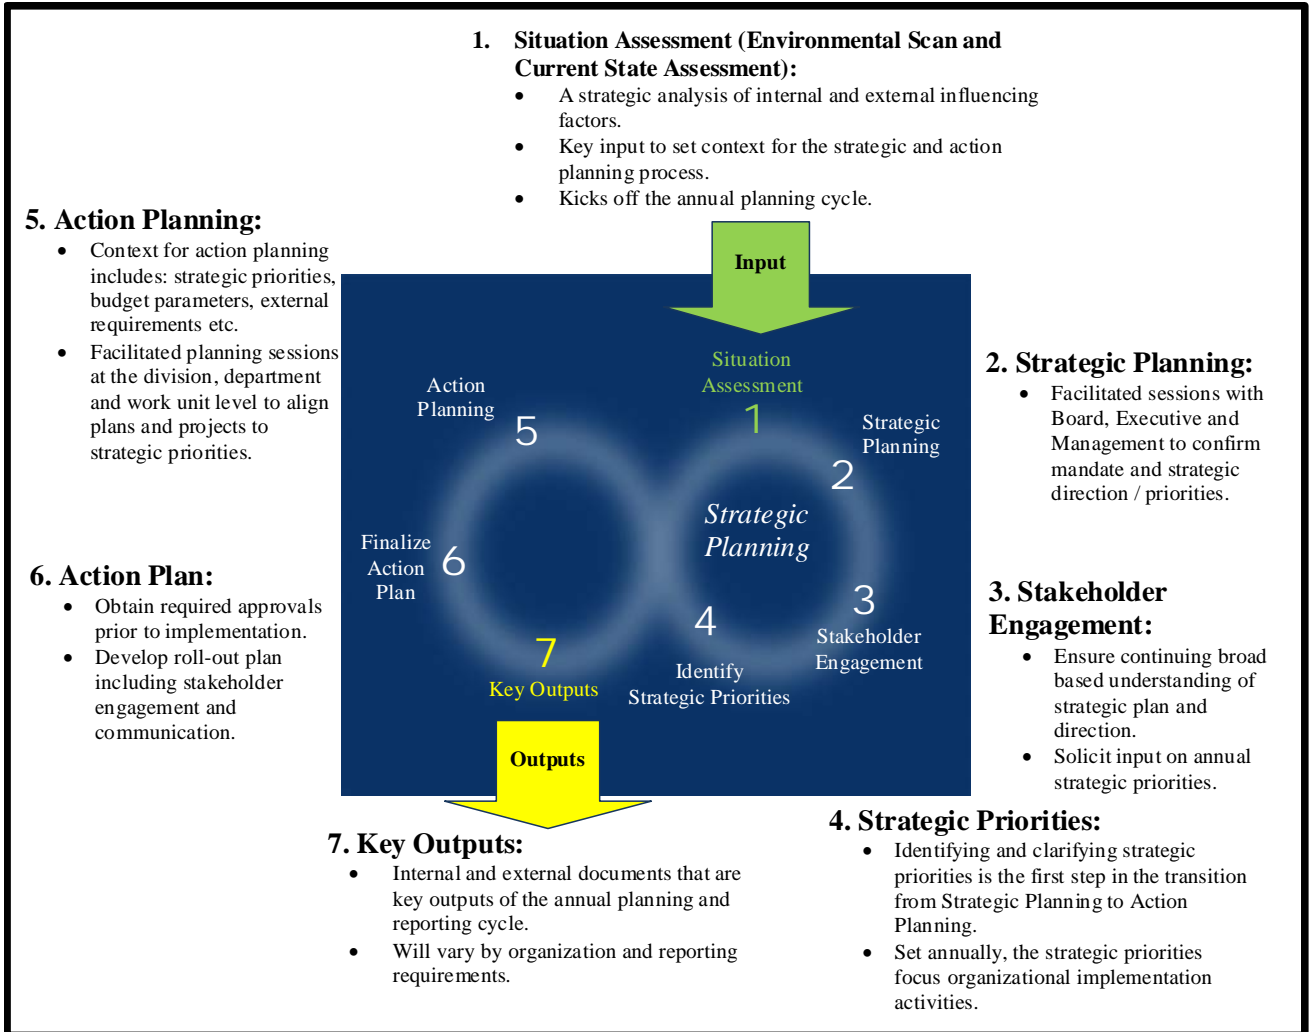 1. Situation Assessment (Environmental Scan and
Current State Assessment):
• A strategic analysis of internal and external influencing
factors.
• Key input to set context for the strategic and action
planning process.
• Kicks off the annual planning cycle.
5. Action Planning:
• Context for action planning
includes: strategic priorities,
budget parameters, external
requirements etc.
• Facilitated planning sessions
at the division, department
and work unit level to align
plans and projects to
strategic priorities.
Input
Situation
Assessment
1
Action
Planning
5
Strategic
Planning
2
Strategic
Planning
Finalize
Action
Plan
6
3
Stakeholder
Engagement
4
Identify
Strategic Priorities
7
Key Outputs
Outputs
2. Strategic Planning:
• Facilitated sessions with
Board, Executive and
Management to confirm
mandate and strategic
direction / priorities.
3. Stakeholder
Engagement:
• Ensure continuing broad
based understanding of
strategic plan and
direction.
• Solicit input on annual
strategic priorities.
6. Action Plan:
• Obtain required approvals
prior to implementation.
• Develop roll-out plan
including stakeholder
engagement and
communication.
4. Strategic Priorities:
• Identifying and clarifying strategic
priorities is the first step in the transition
from Strategic Planning to Action
Planning.
• Set annually, the strategic priorities
focus organizational implementation
activities.
7. Key Outputs:
• Internal and external documents that are
key outputs of the annual planning and
reporting cycle.
• Will vary by organization and reporting
requirements.